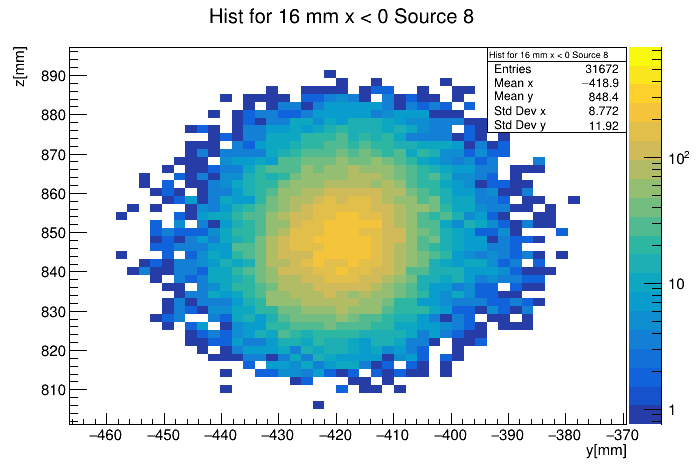 Hist for 16 mm x < 0 Source 8
z[mm]
Hist for 16 mm x < 0 Source 8
Entries 31672
Mean x −418.9
Mean y 848.4
Std Dev x 8.772
Std Dev y 11.92
890
880
870
860
850
840
830
820
810
10²
10
1
−460 −450 −440 −430 −420 −410 −400 −390 −380 −370
y[mm]